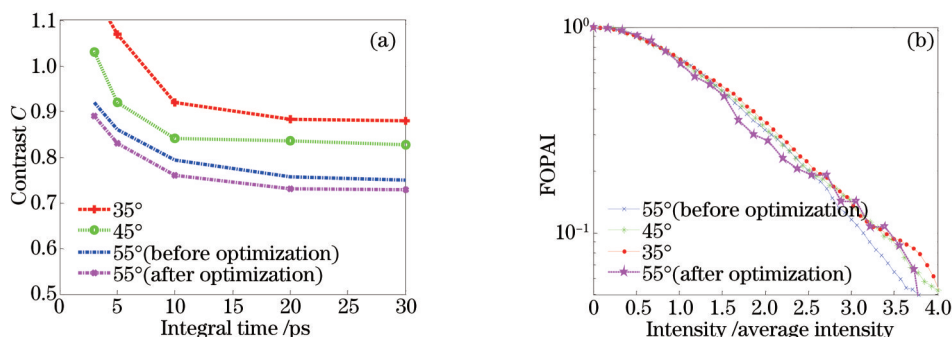 (a)
1.1
1.0
0.9
0.8
0.7
0.6
0.5
Contrast C
35°
45°
55°(before optimization)
55°(after optimization)
0 5 10 15 20 25 30
Integral time /ps
(b)
10⁰
10⁻¹
FOPAI
55°(before optimization)
45°
35°
55°(after optimization)
0 0.5 1.0 1.5 2.0 2.5 3.0 3.5 4.0
Intensity /average intensity